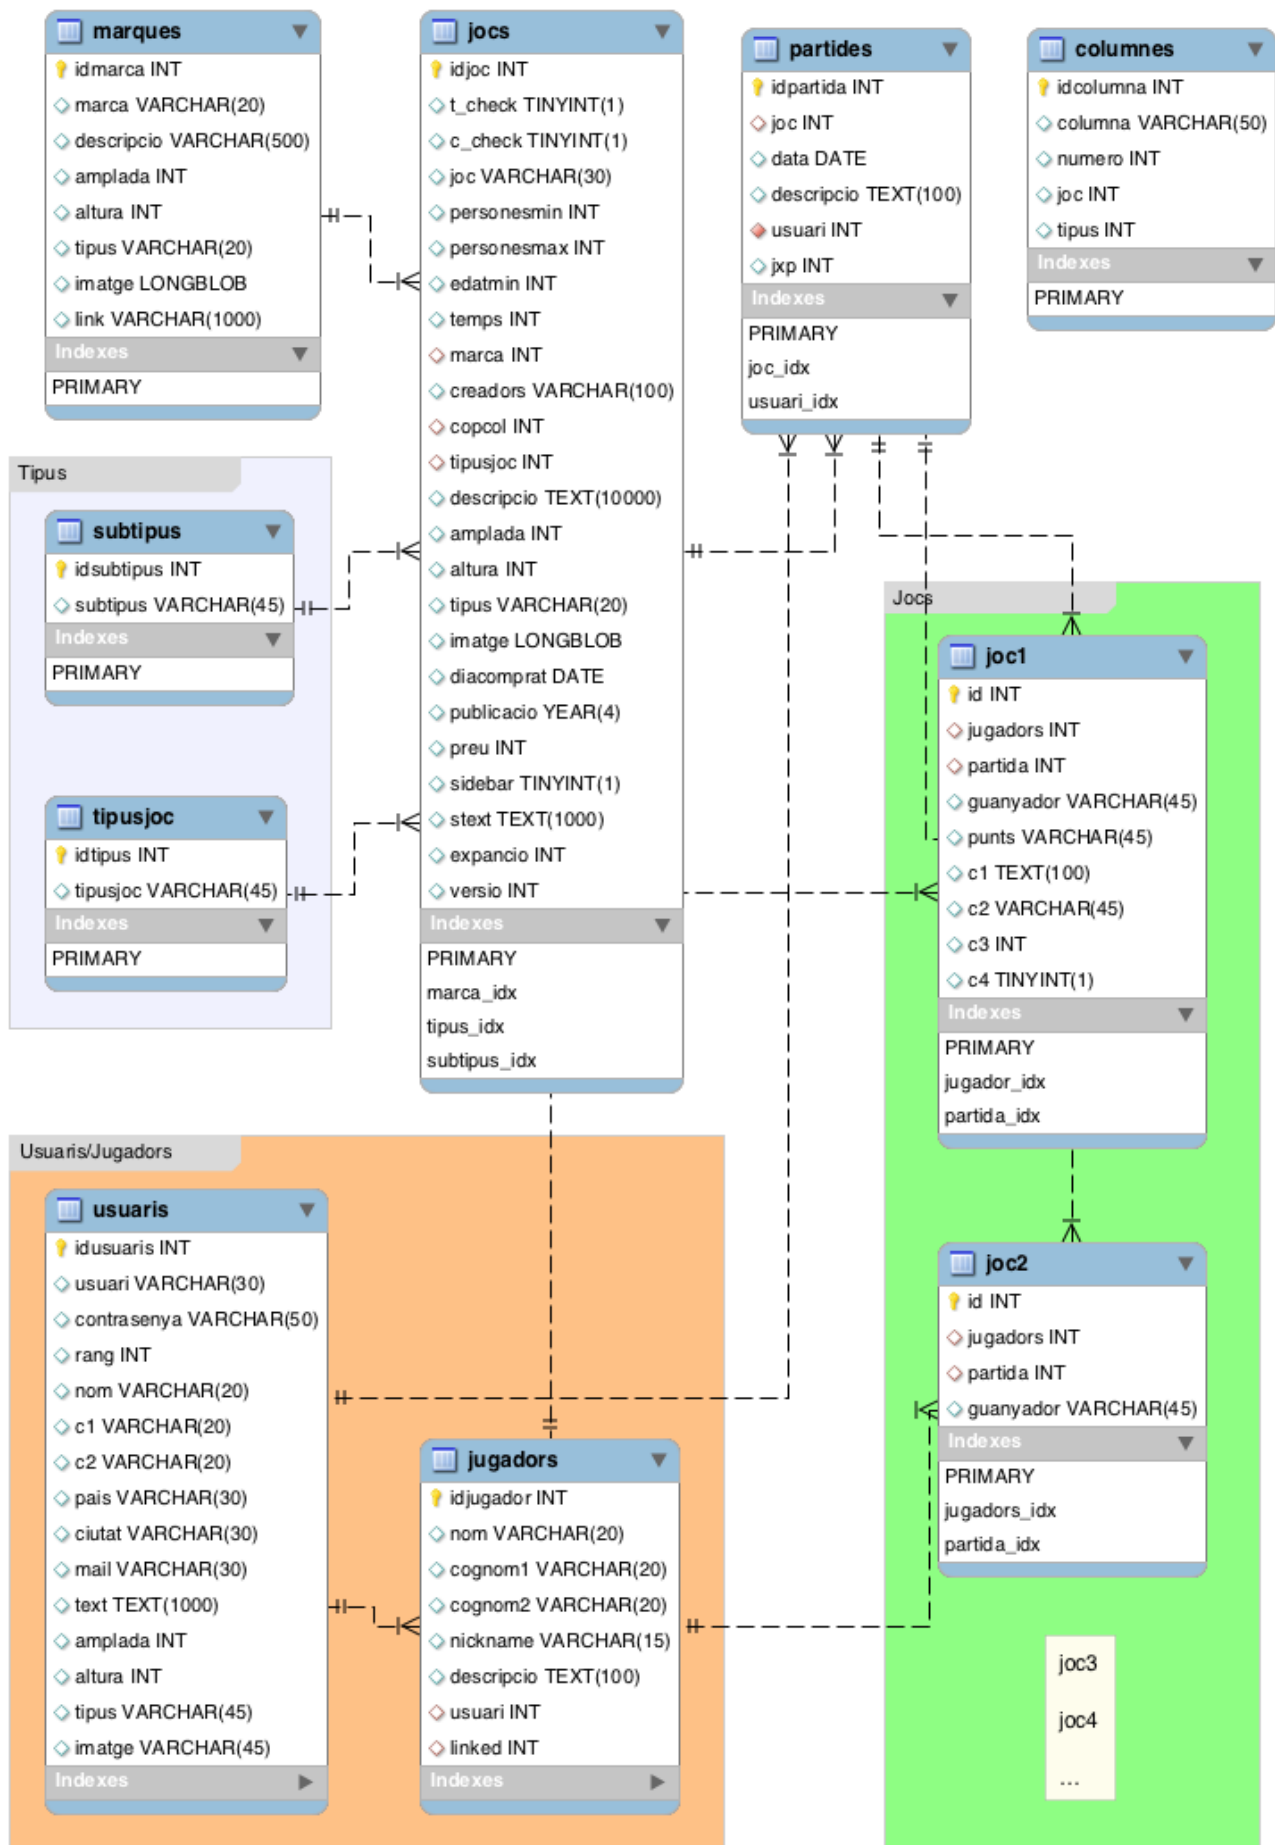 marques
idmarca INT
marca VARCHAR(20)
descripcio VARCHAR(500)
amplada INT
altura INT
tipus VARCHAR(20)
imatge LONGBLOB
link VARCHAR(1000)
Indexes
PRIMARY
jocs
idjoc INT
t_check TINYINT(1)
c_check TINYINT(1)
joc VARCHAR(30)
personesmin INT
personesmax INT
edatmin INT
temps INT
marca INT
creadors VARCHAR(100)
copcol INT
tipusjoc INT
descripcio TEXT(10000)
amplada INT
altura INT
tipus VARCHAR(20)
imatge LONGBLOB
diacomprat DATE
publicacio YEAR(4)
preu INT
sidebar TINYINT(1)
stext TEXT(1000)
expancio INT
versio INT
Indexes
PRIMARY
marca_idx
tipus_idx
subtipus_idx
partides
idpartida INT
joc INT
data DATE
descripcio TEXT(100)
usuari INT
jxp INT
Indexes
PRIMARY
joc_idx
usuari_idx
columnes
idcolumna INT
columna VARCHAR(50)
numero INT
joc INT
tipus INT
Indexes
PRIMARY
Tipus
subtipus
idsubtipus INT
subtipus VARCHAR(45)
Indexes
PRIMARY
tipusjoc
idtipus INT
tipusjoc VARCHAR(45)
Indexes
PRIMARY
Jocs
joc1
id INT
jugadors INT
partida INT
guanyador VARCHAR(45)
punts VARCHAR(45)
c1 TEXT(100)
c2 VARCHAR(45)
c3 INT
c4 TINYINT(1)
Indexes
PRIMARY
jugador_idx
partida_idx
joc2
id INT
jugadors INT
partida INT
guanyador VARCHAR(45)
Indexes
PRIMARY
jugadors_idx
partida_idx
joc3
joc4
...
Usuaris/Jugadors
usuaris
idusuaris INT
usuari VARCHAR(30)
contrasenya VARCHAR(50)
rang INT
nom VARCHAR(20)
c1 VARCHAR(20)
c2 VARCHAR(20)
pais VARCHAR(30)
ciutat VARCHAR(30)
mail VARCHAR(30)
text TEXT(1000)
amplada INT
altura INT
tipus VARCHAR(45)
imatge VARCHAR(45)
Indexes
jugadors
idjugador INT
nom VARCHAR(20)
cognom1 VARCHAR(20)
cognom2 VARCHAR(20)
nickname VARCHAR(15)
descripcio TEXT(100)
usuari INT
linked INT
Indexes